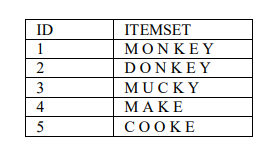 ID ITEMSET
1 M O N K E Y
2 D O N K E Y
3 M U C K Y
4 M A K E
5 C O O K E